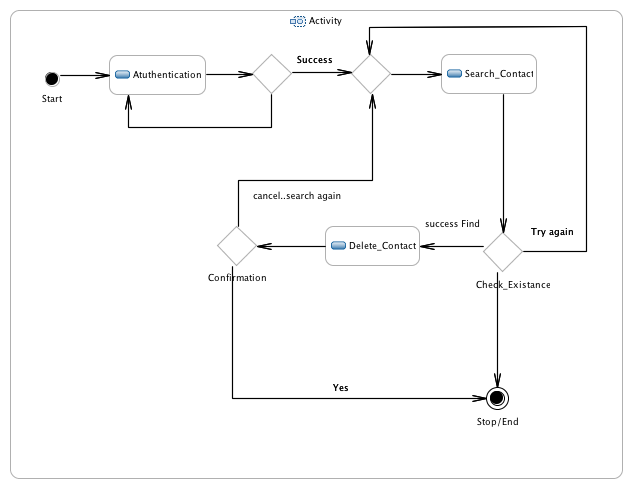 Activity
Success
Atuthentication
Search_Contact
Start
cancel..search again
success Find
Try again
Delete_Contact
Confirmation
Check_Existance
Yes
Stop/End